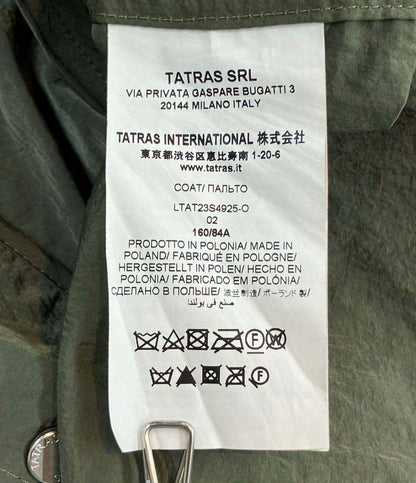 TATRAS SRL
VIA PRIVATA GASPARE BUGATTI 3
20144 MILANO ITALY
TATRAS INTERNATIONAL 株式会社
東京都渋谷区恵比寿南 1-20-6
www.tatras.it
COAT/ ПАЛЬТО
LTAT23S4925-O
02
160/84A
PRODOTTO IN POLONIA/ MADE IN
POLAND/ FABRIQUÉ EN POLOGNE/
HERGESTELLT IN POLEN/ HECHO EN
POLONIA/ FABRICADO EM POLÓNIA/
СДЕЛАНО В ПОЛЬШЕ/ 波兰制造/ ポーランド製/
صنع في بولندا
P W
F
TATR